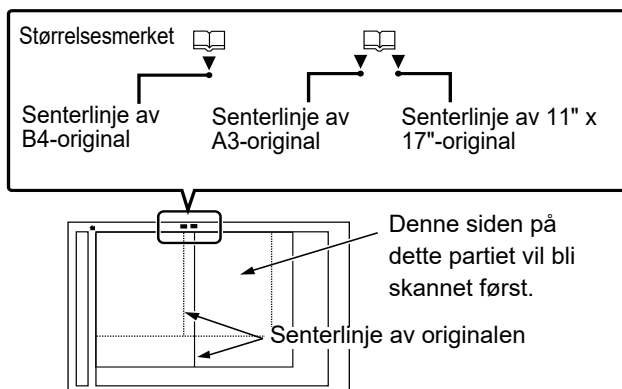 Størrelsesmerket
Senterlinje av
B4-original
Senterlinje av
A3-original
Senterlinje av 11" x
17"-original
Denne siden på
dette partiet vil bli
skannet først.
Senterlinje av originalen